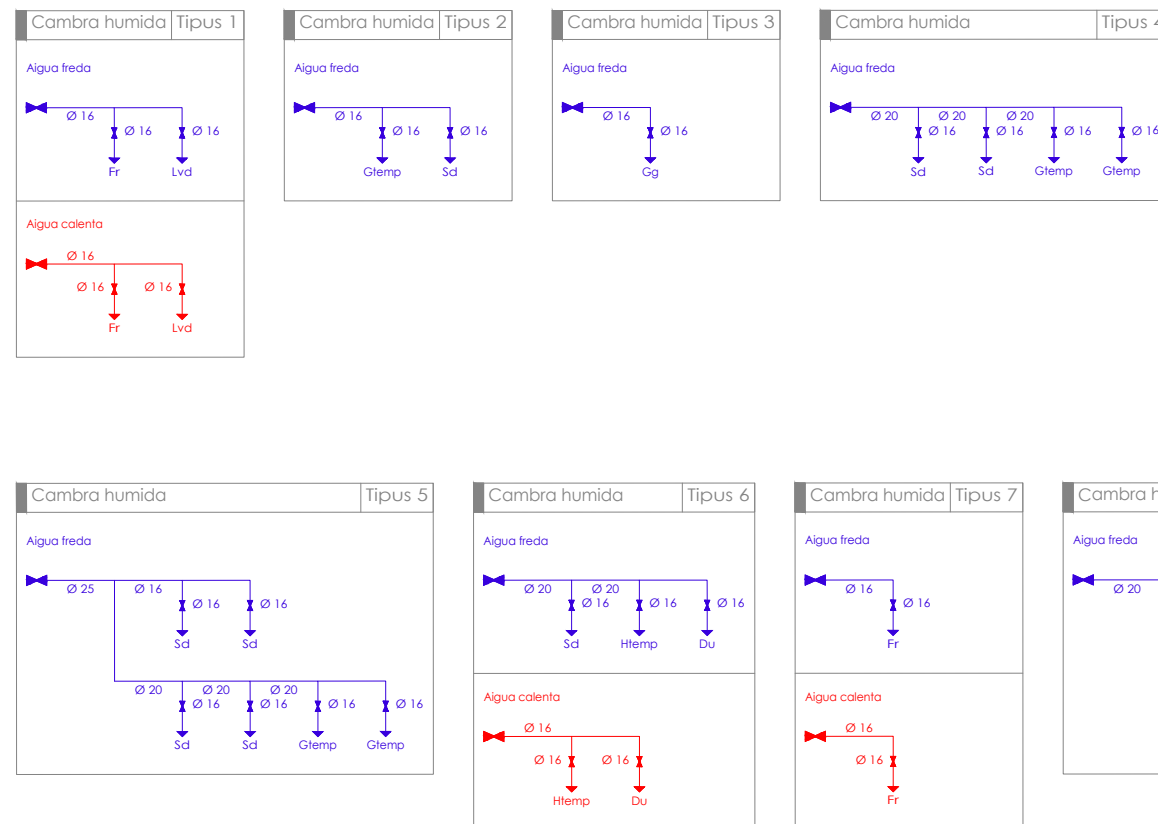 Cambra humida Tipus 1
Aigua freda
Ø 16
Ø 16 Ø 16
Fr Lvd
Aigua calenta
Ø 16
Ø 16 Ø 16
Fr Lvd
Cambra humida Tipus 2
Aigua freda
Ø 16
Ø 16 Ø 16
Gtemp Sd
Cambra humida Tipus 3
Aigua freda
Ø 16
Ø 16
Gg
Cambra humida Tipus 4
Aigua freda
Ø 20 Ø 20 Ø 20
Ø 16 Ø 16 Ø 16 Ø 16
Sd Sd Gtemp Gtemp
Cambra humida Tipus 5
Aigua freda
Ø 25 Ø 16
Ø 16 Ø 16
Sd Sd
Ø 20 Ø 20 Ø 20
Ø 16 Ø 16 Ø 16 Ø 16
Sd Sd Gtemp Gtemp
Cambra humida Tipus 6
Aigua freda
Ø 20 Ø 20
Ø 16 Ø 16 Ø 16
Sd Htemp Du
Aigua calenta
Ø 16
Ø 16 Ø 16
Htemp Du
Cambra humida Tipus 7
Aigua freda
Ø 16
Ø 16
Fr
Aigua calenta
Ø 16
Ø 16
Fr
Cambra
Aigua freda
Ø 20